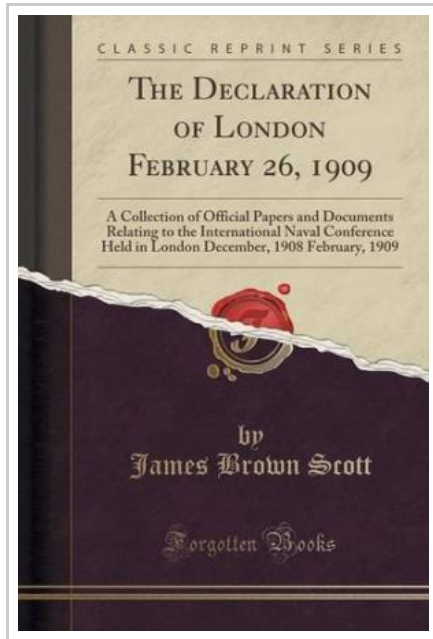 CLASSIC REPRINT SERIES
THE DECLARATION
OF LONDON
FEBRUARY 26, 1909
A Collection of Official Papers and Documents
Relating to the International Naval Conference
Held in London December, 1908 February, 1909
by
James Brown Scott
Forgotten Books